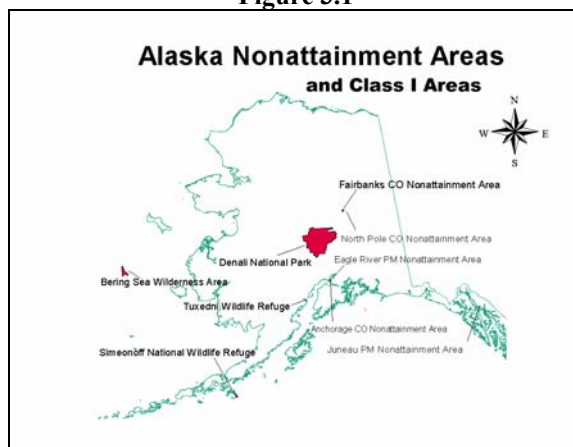 Figure 3.1
Alaska Nonattainment Areas
and Class I Areas
N
W E
S
Fairbanks CO Nonattainment Area
North Pole CO Nonattainment Area
Denali National Park
Eagle River PM Nonattainment Area
Bering Sea Wilderness Area
Tuxedni Wildlife Refuge
Anchorage CO Nonattainment Area
Juneau PM Nonattainment Area
Simeonoff National Wildlife Refuge